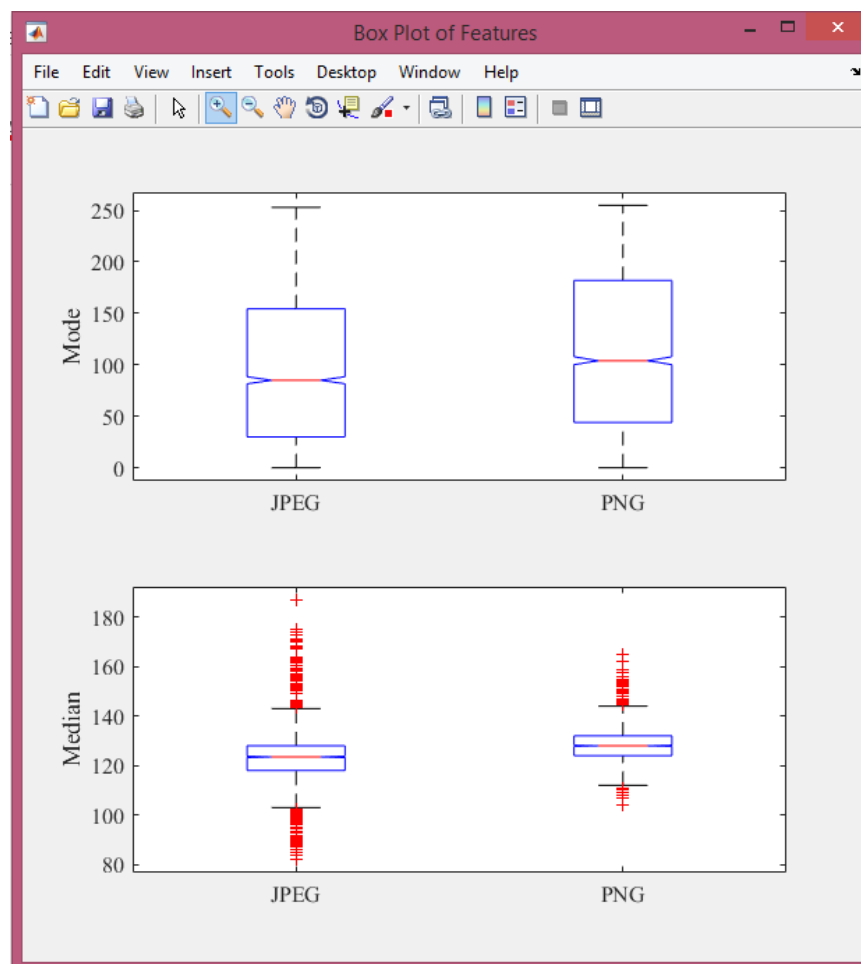 Box Plot of Features
File Edit View Insert Tools Desktop Window Help
250
200
150
100
50
0
Mode
JPEG PNG
180
160
140
120
100
80
Median
JPEG PNG